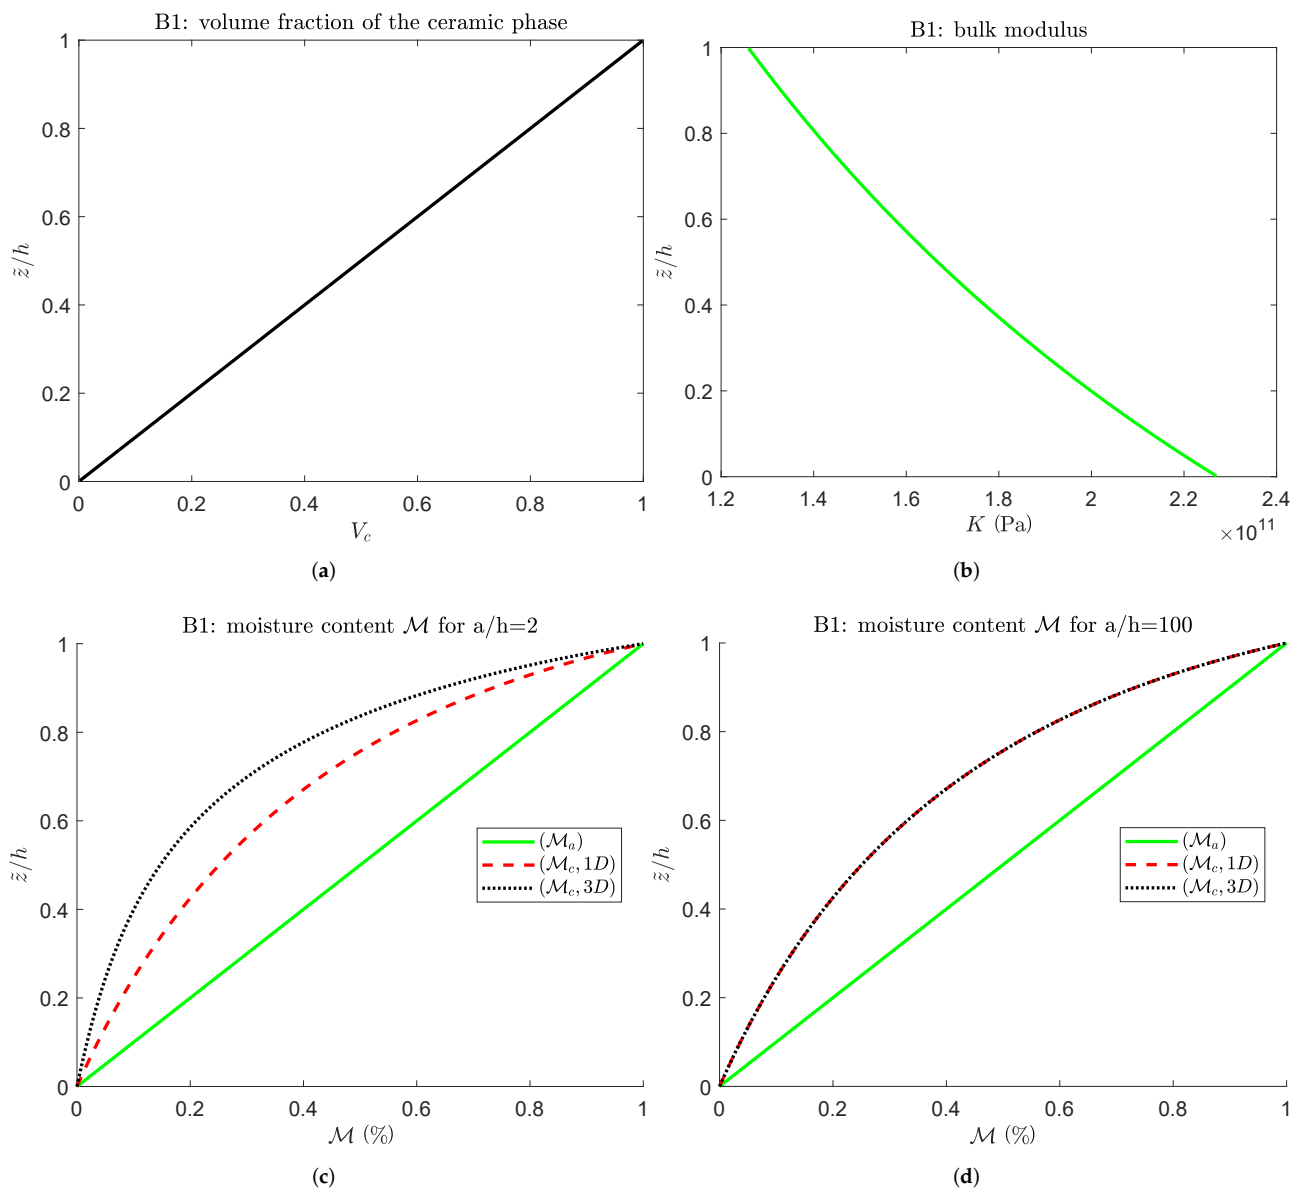 B1: volume fraction of the ceramic phase
1
0.8
0.6
0.4
0.2
0
z̃/h
0 0.2 0.4 0.6 0.8 1
V_c
(a)
B1: bulk modulus
1
0.8
0.6
0.4
0.2
0
z̃/h
1.2 1.4 1.6 1.8 2 2.2 2.4
K (Pa)
×10^11
(b)
B1: moisture content ℳ for a/h=2
1
0.8
0.6
0.4
0.2
0
z̃/h
(ℳ_a)
(ℳ_c, 1D)
(ℳ_c, 3D)
0 0.2 0.4 0.6 0.8 1
ℳ (%)
(c)
B1: moisture content ℳ for a/h=100
1
0.8
0.6
0.4
0.2
0
z̃/h
(ℳ_a)
(ℳ_c, 1D)
(ℳ_c, 3D)
0 0.2 0.4 0.6 0.8 1
ℳ (%)
(d)